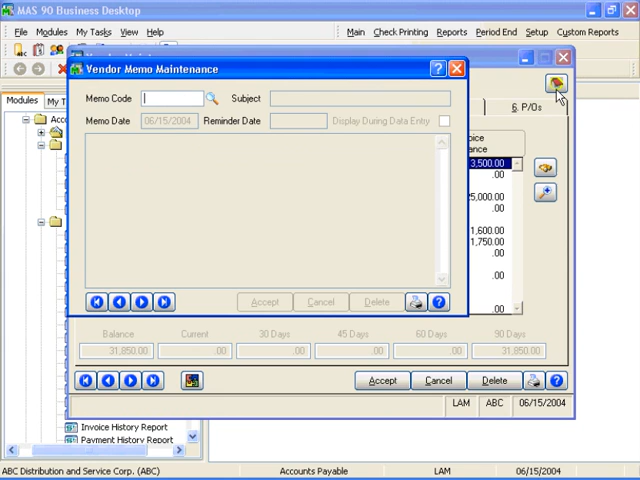 MAS 90 Business Desktop
File Modules My Tasks View Help
Main Check Printing Reports Period End Setup Custom Reports
ABC
Vendor Memo Maintenance
Modules My T
Memo Code Subject
Memo Date 06/15/2004 Reminder Date Display During Data Entry
6. P/Os
3,500.00
.00
25,000.00
.00
1,600.00
1,750.00
.00
.00
.00
Accept Cancel Delete
Balance Current 30 Days 45 Days 60 Days 90 Days
31,850.00 .00 .00 .00 .00 31,850.00
Accept Cancel Delete
LAM ABC 06/15/2004
Invoice History Report
Payment History Report
ABC Distribution and Service Corp. (ABC) Accounts Payable LAM 06/15/2004